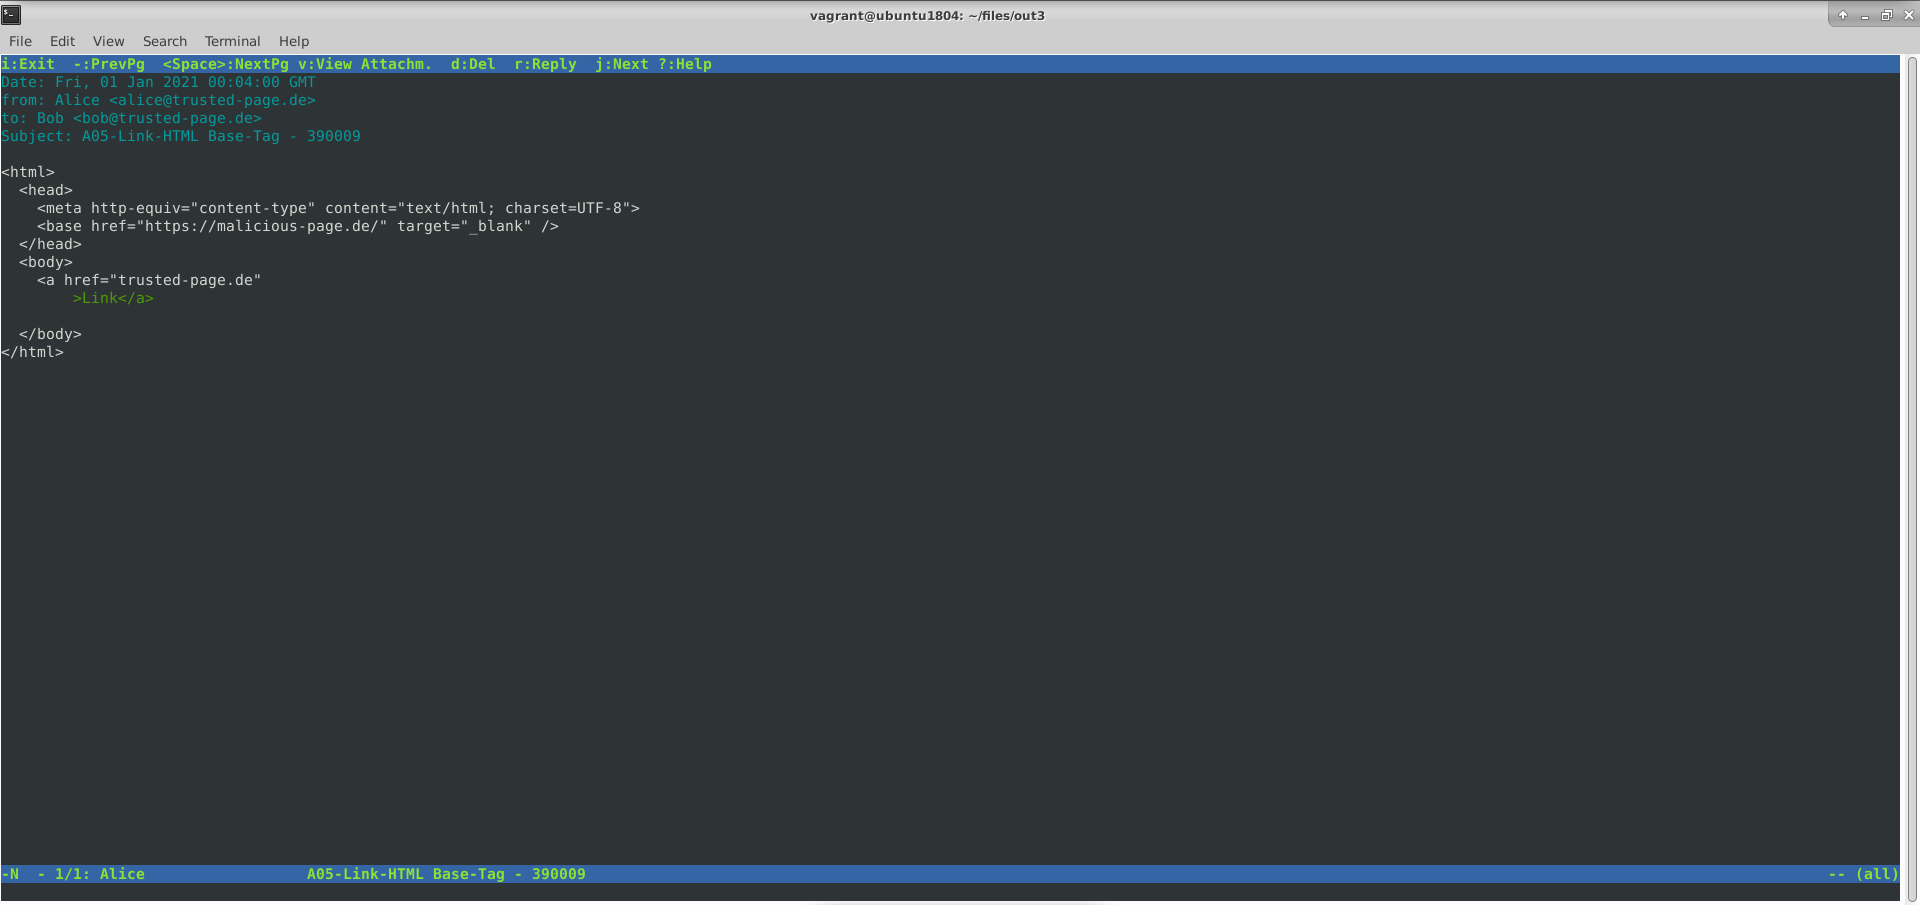 vagrant@ubuntu1804: ~/files/out3
File Edit View Search Terminal Help
i:Exit  -:PrevPg  <Space>:NextPg v:View Attachm.  d:Del  r:Reply  j:Next ?:Help
Date: Fri, 01 Jan 2021 00:04:00 GMT
from: Alice <alice@trusted-page.de>
to: Bob <bob@trusted-page.de>
Subject: A05-Link-HTML Base-Tag - 390009
<html>
  <head>
    <meta http-equiv="content-type" content="text/html; charset=UTF-8">
    <base href="https://malicious-page.de/" target="_blank" />
  </head>
  <body>
    <a href="trusted-page.de"
        >Link</a>
  </body>
</html>
-N  - 1/1: Alice                  A05-Link-HTML Base-Tag - 390009                  -- (all)